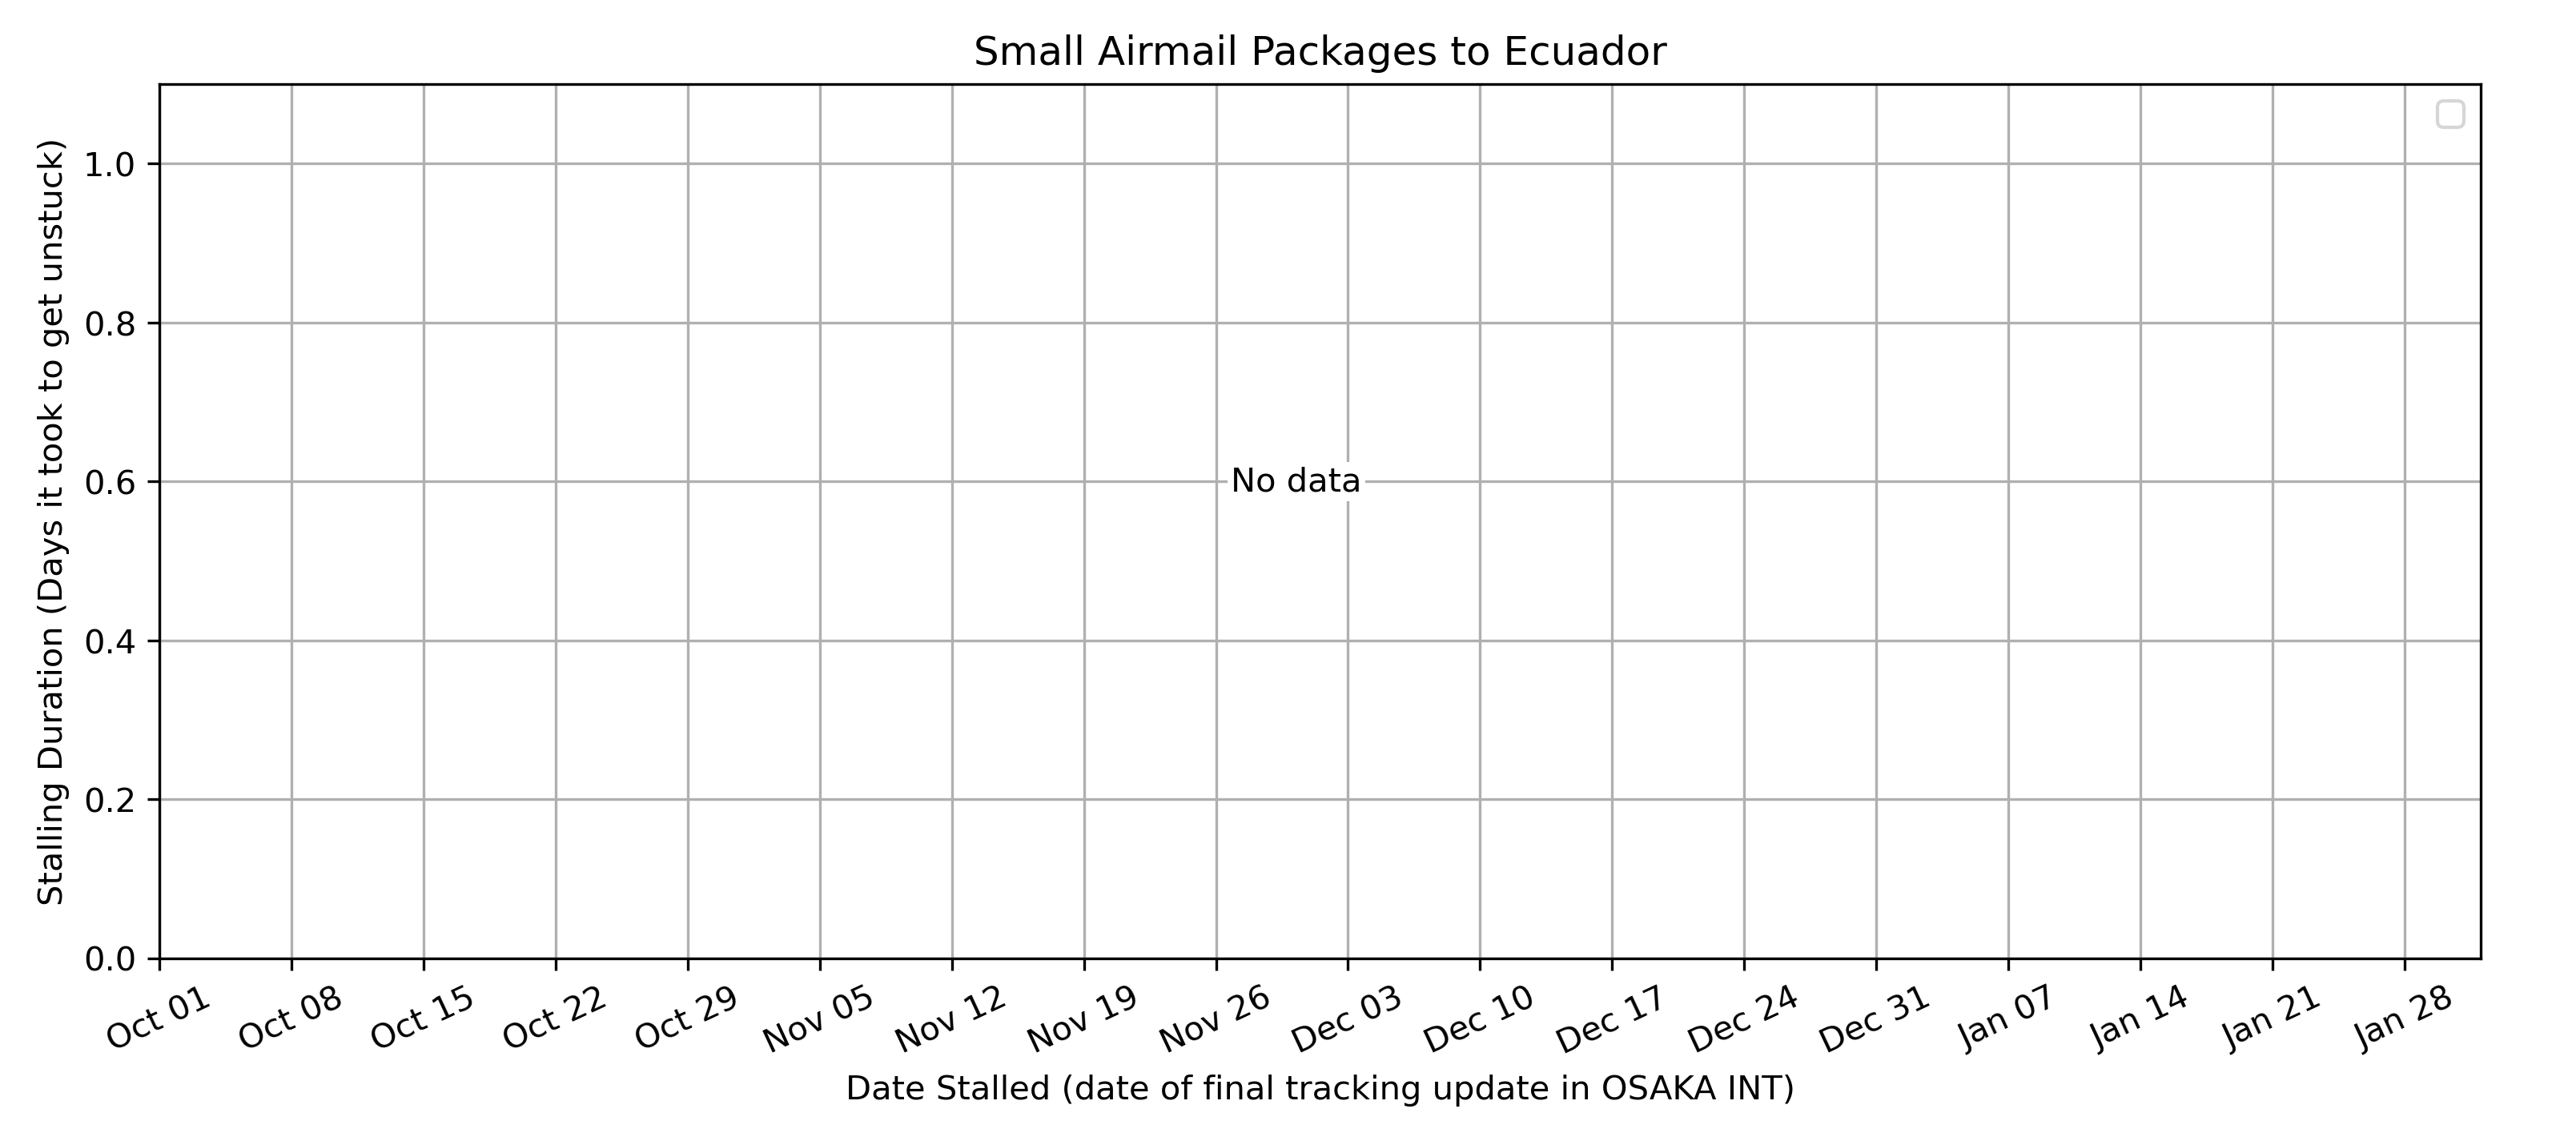 Small Airmail Packages to Ecuador
Stalling Duration (Days it took to get unstuck)
1.0
0.8
0.6
0.4
0.2
0.0
No data
Oct 01
Oct 08
Oct 15
Oct 22
Oct 29
Nov 05
Nov 12
Nov 19
Nov 26
Dec 03
Dec 10
Dec 17
Dec 24
Dec 31
Jan 07
Jan 14
Jan 21
Jan 28
Date Stalled (date of final tracking update in OSAKA INT)